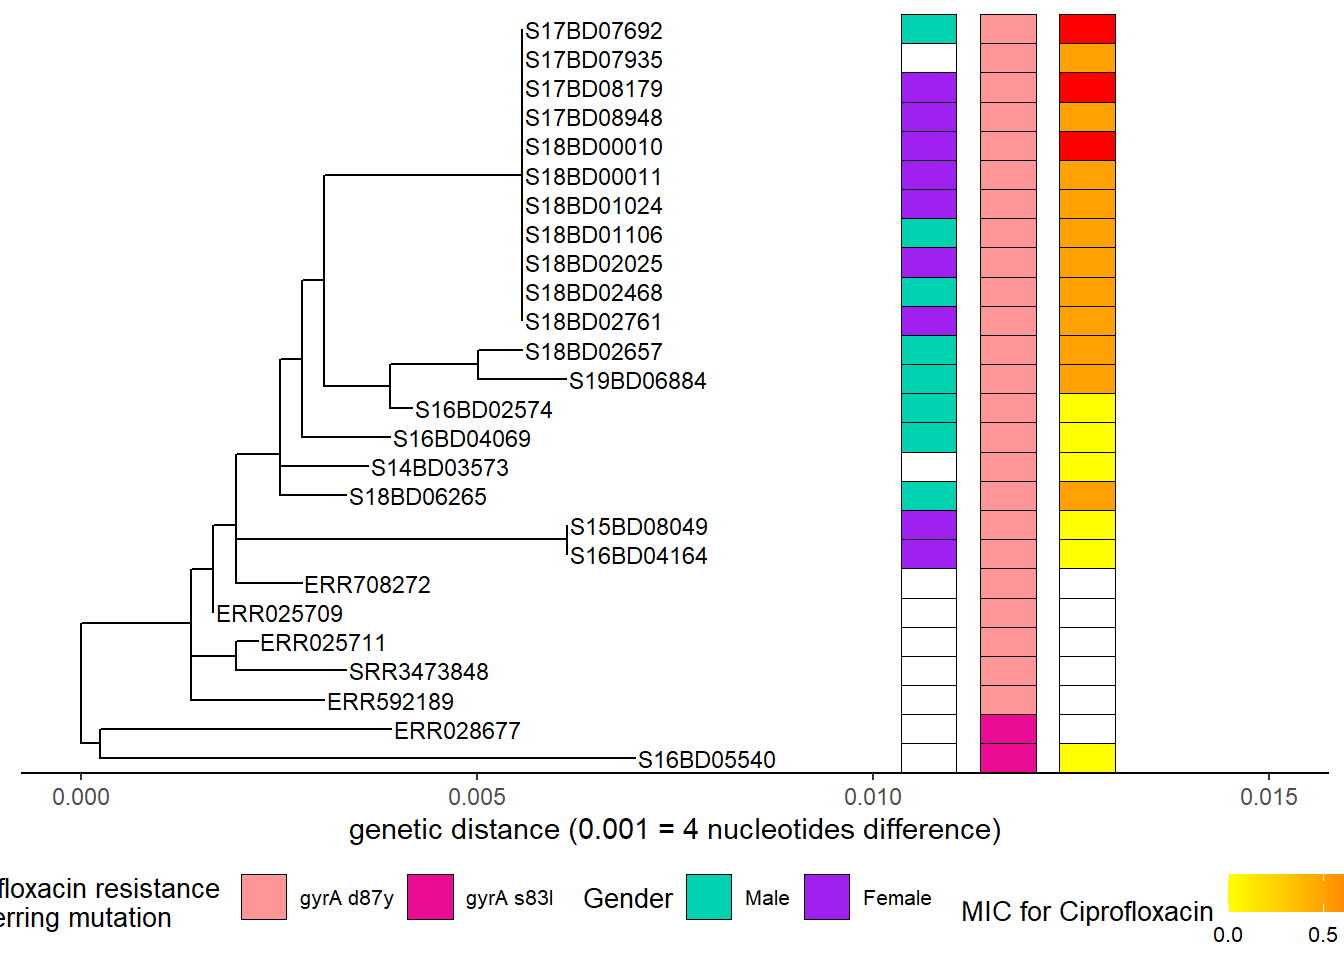 S17BD07692
S17BD07935
S17BD08179
S17BD08948
S18BD00010
S18BD00011
S18BD01024
S18BD01106
S18BD02025
S18BD02468
S18BD02761
S18BD02657
S19BD06884
S16BD02574
S16BD04069
S14BD03573
S18BD06265
S15BD08049
S16BD04164
ERR708272
ERR025709
ERR025711
SRR3473848
ERR592189
ERR028677
S16BD05540
0.000 0.005 0.010 0.015
genetic distance (0.001 = 4 nucleotides difference)
floxacin resistance
erring mutation
gyrA d87y gyrA s83l
Gender Male Female
MIC for Ciprofloxacin
0.0 0.5